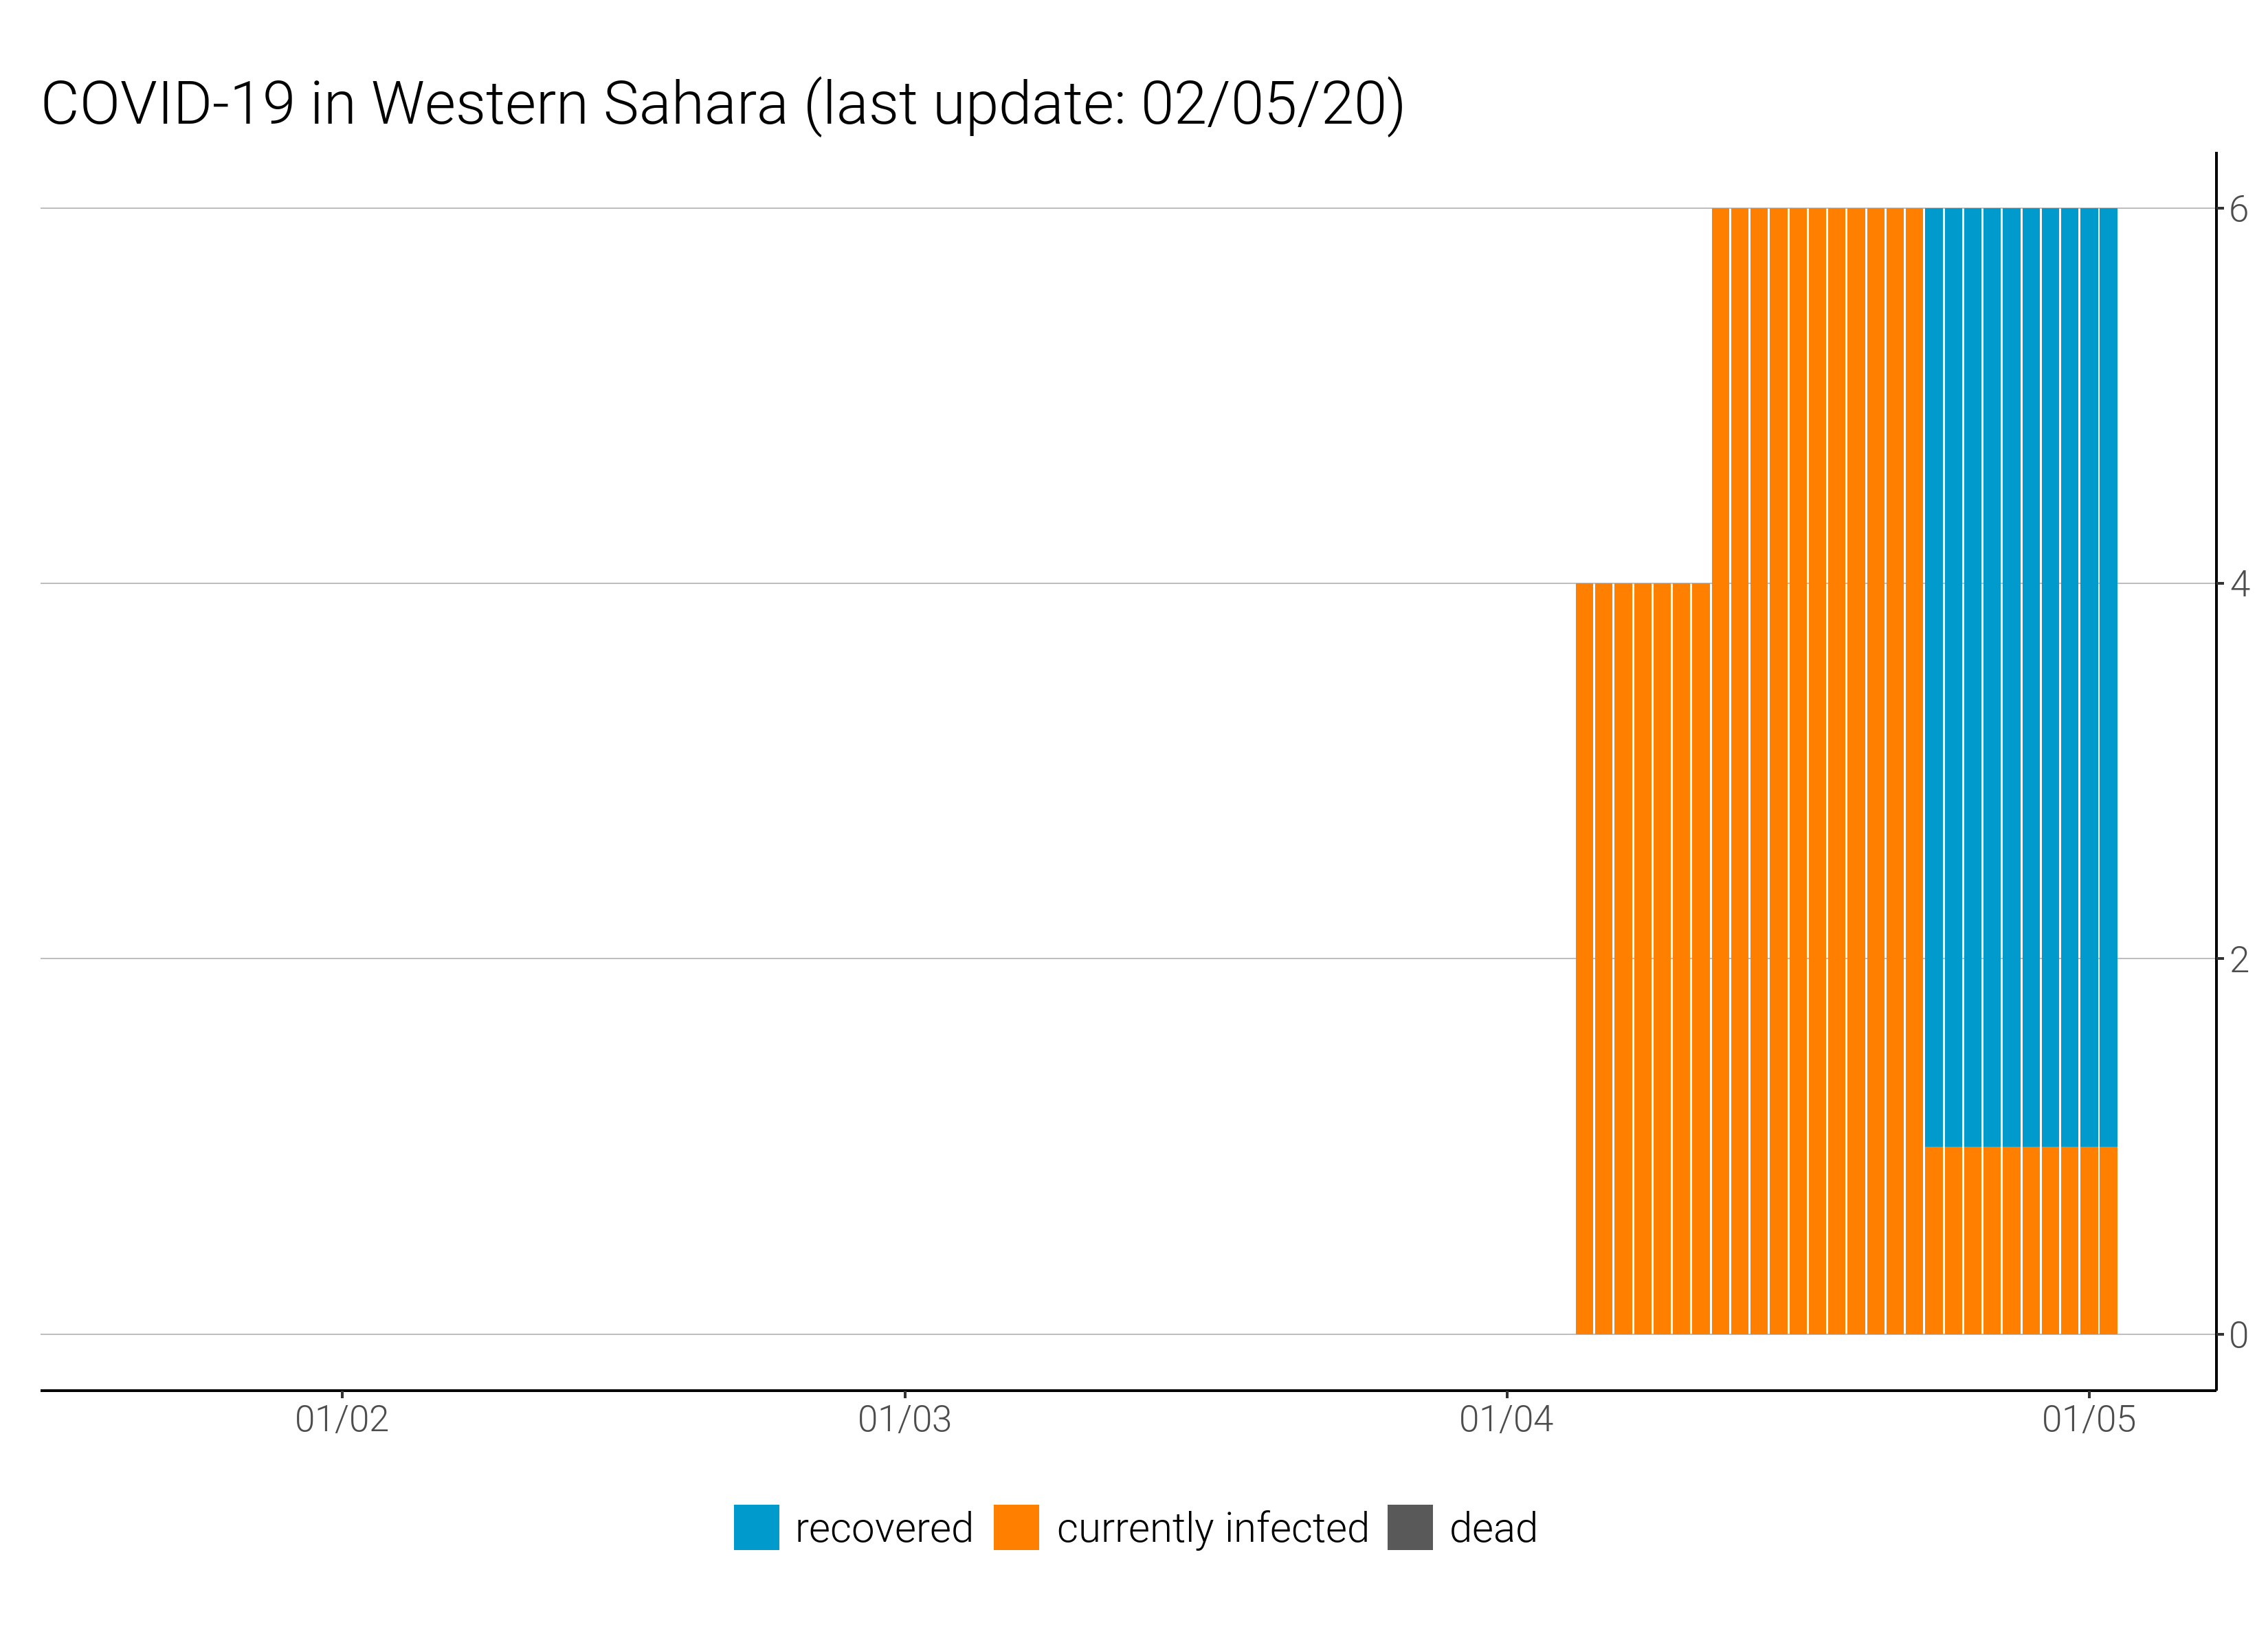 COVID-19 in Western Sahara (last update: 02/05/20)
6
4
2
0
01/02 01/03 01/04 01/05
recovered currently infected dead